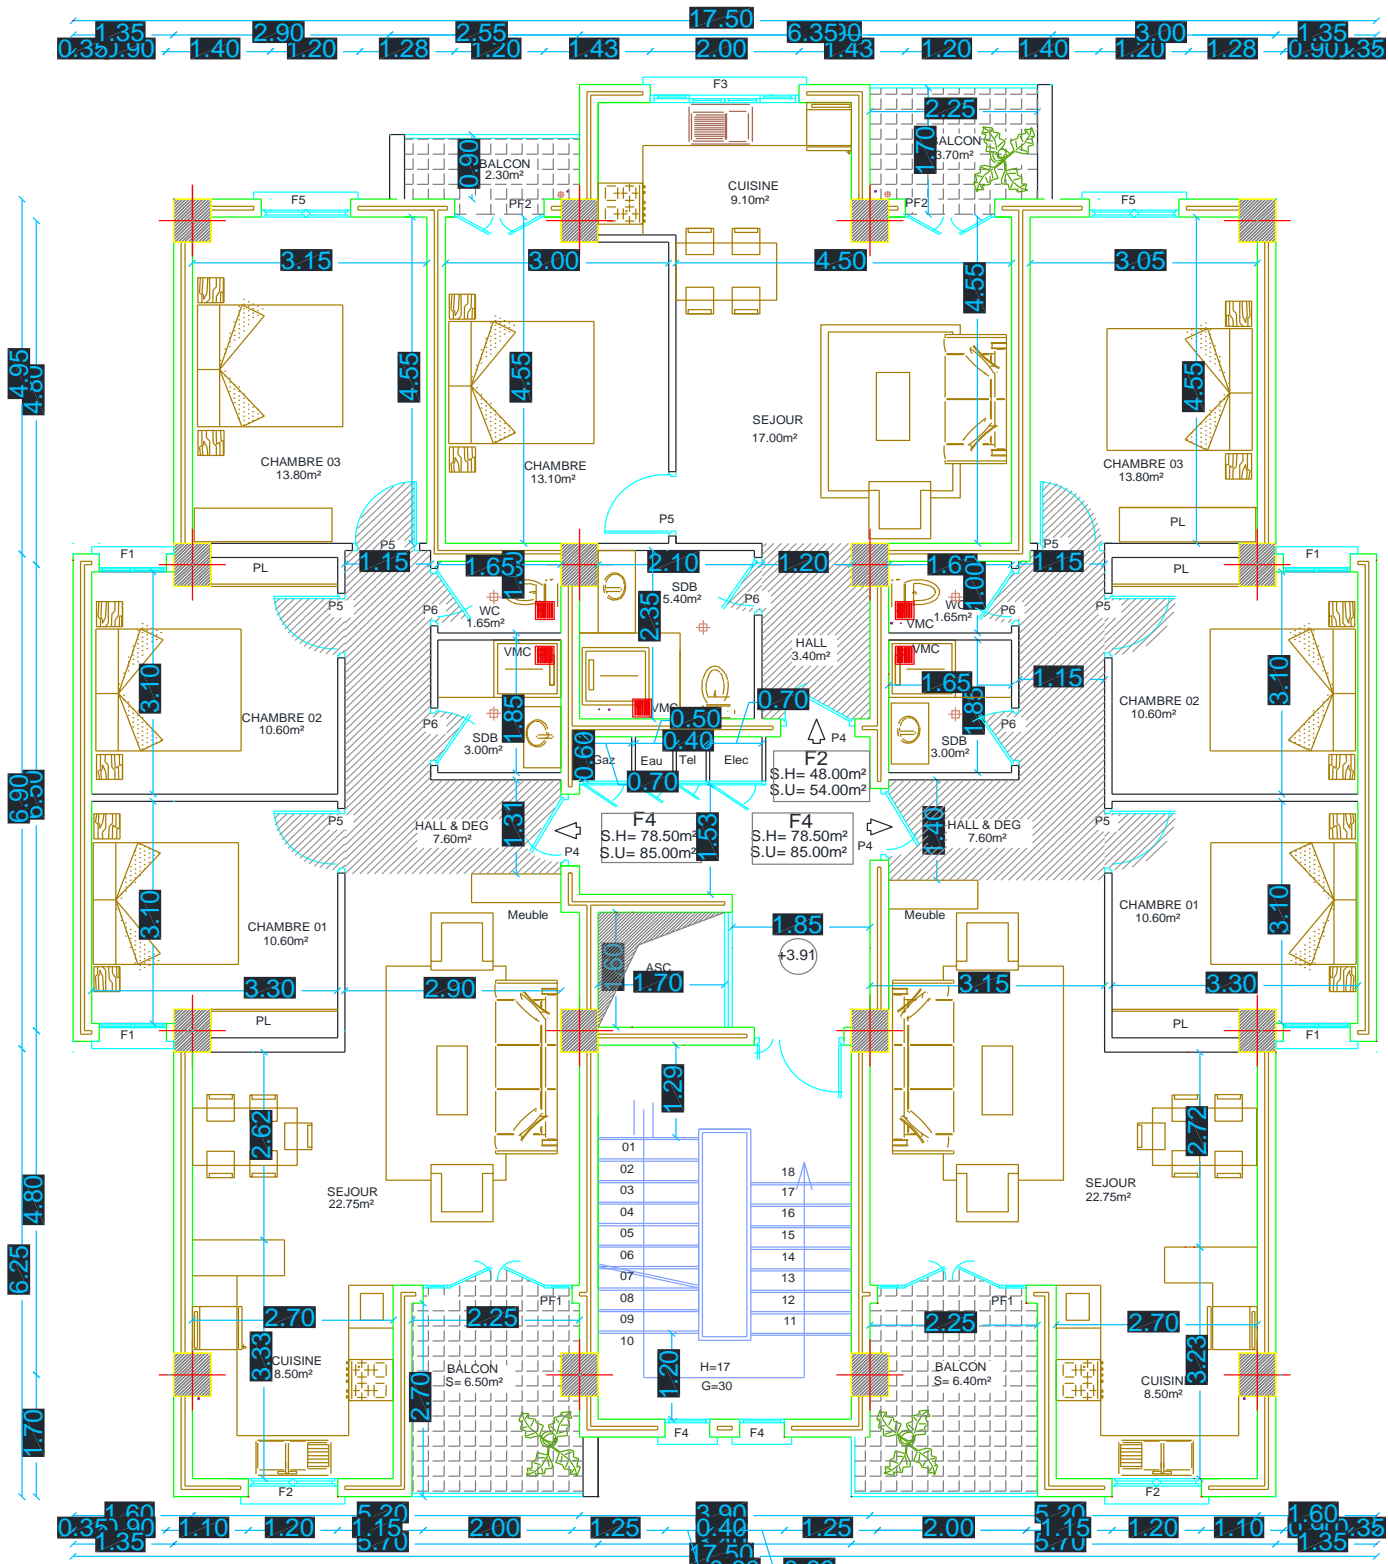 17.50
1.35
2.90
2.55
6.35
3.00
1.35
1.40
1.20
1.28
1.20
1.43
2.00
1.43
1.20
1.40
1.20
1.28
F3
2.25
1.70
BALCON
3.70m²
0.90
BALCON
2.30m²
CUISINE
9.10m²
F5
PF2
PF2
F5
3.15
3.00
4.50
3.05
4.95
4.80
4.55
4.55
4.55
4.55
SEJOUR
17.00m²
CHAMBRE 03
13.80m²
CHAMBRE
13.10m²
CHAMBRE 03
13.80m²
P5
PL
F1
P5
P5
F1
PL
1.15
1.65
2.10
1.20
1.65
1.00
1.15
PL
SDB
5.40m²
2.35
P5
P6
WC
1.65m²
P6
WC
1.65m²
P6
P5
VMC
HALL
3.40m²
VMC
VMC
1.65
1.15
3.10
0.70
3.10
CHAMBRE 02
10.60m²
P6
1.85
SDB
3.00m²
VMC
0.50
0.40
P4
1.85
SDB
3.00m²
P6
CHAMBRE 02
10.60m²
0.60
Gaz
Eau
Tel
Elec
F2
S.H= 48.00m²
S.U= 54.00m²
0.70
6.90
6.50
P5
HALL & DEG
7.60m²
1.31
P4
F4
S.H= 78.50m²
S.U= 85.00m²
1.53
F4
S.H= 78.50m²
S.U= 85.00m²
P4
1.40
HALL & DEG
7.60m²
P5
3.10
CHAMBRE 01
10.60m²
Meuble
1.85
Meuble
CHAMBRE 01
10.60m²
3.10
+3.91
ASC
1.60
1.70
3.30
2.90
3.15
3.30
PL
F1
PL
F1
1.29
2.62
2.72
01
02
03
04
05
06
07
08
09
10
18
17
16
15
14
13
12
11
SEJOUR
22.75m²
SEJOUR
22.75m²
4.80
6.25
PF1
PF1
2.70
2.25
2.25
2.70
3.33
CUISINE
8.50m²
BALCON
S= 6.50m²
2.70
1.20
H=17
G=30
BALCON
S= 6.40m²
CUISINE
8.50m²
3.23
1.70
F4
F4
F2
F2
1.60
5.20
3.90
5.20
1.60
1.10
1.20
1.15
2.00
1.25
0.40
1.25
2.00
1.15
1.20
1.10
1.35
5.70
5.70
1.35
17.50